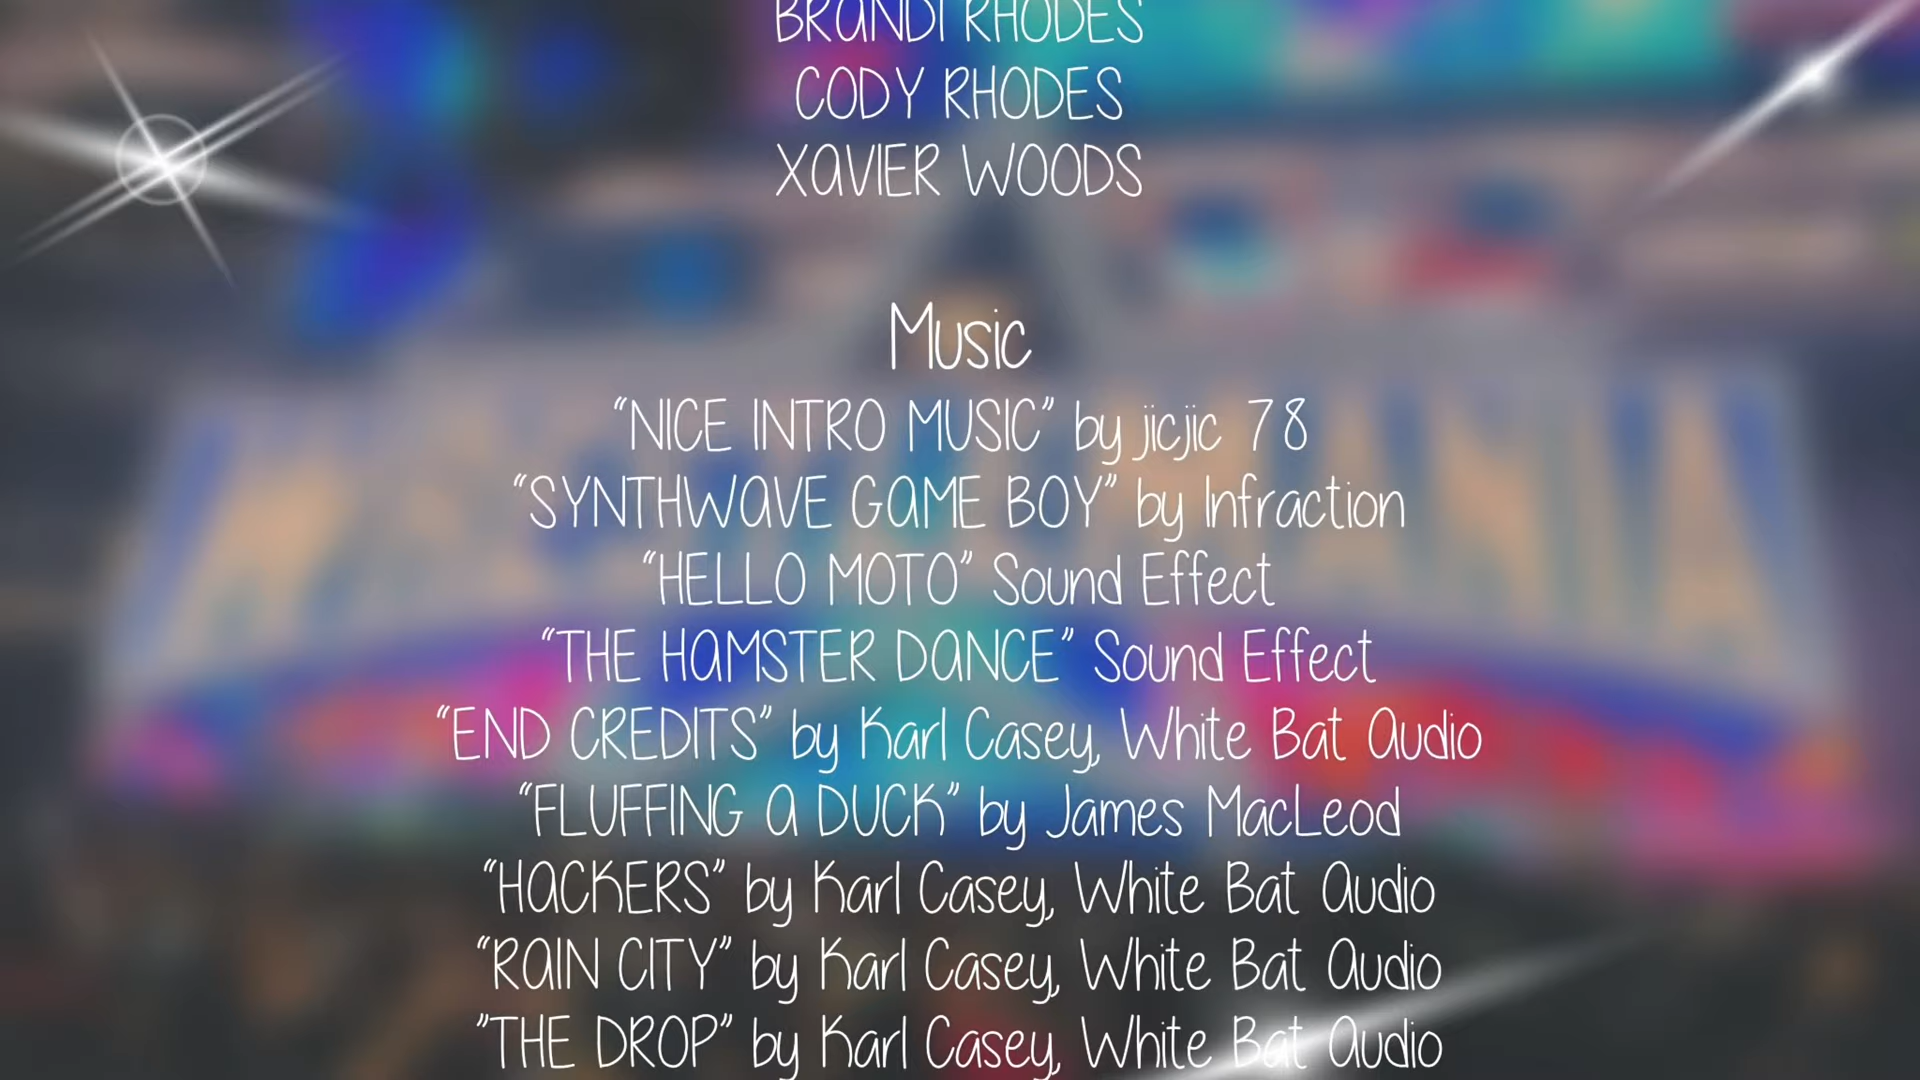 BRANDI RHODES
CODY RHODES
XAVIER WOODS
Music
“NICE INTRO MUSIC” by jicjic 78
“SYNTHWAVE GAME BOY” by Infraction
“HELLO MOTO” Sound Effect
“THE HAMSTER DANCE” Sound Effect
“END CREDITS” by Karl Casey, White Bat Audio
“FLUFFING A DUCK” by James MacLeod
“HACKERS” by Karl Casey, White Bat Audio
“RAIN CITY” by Karl Casey, White Bat Audio
”THE DROP” by Karl Casey, White Bat Audio